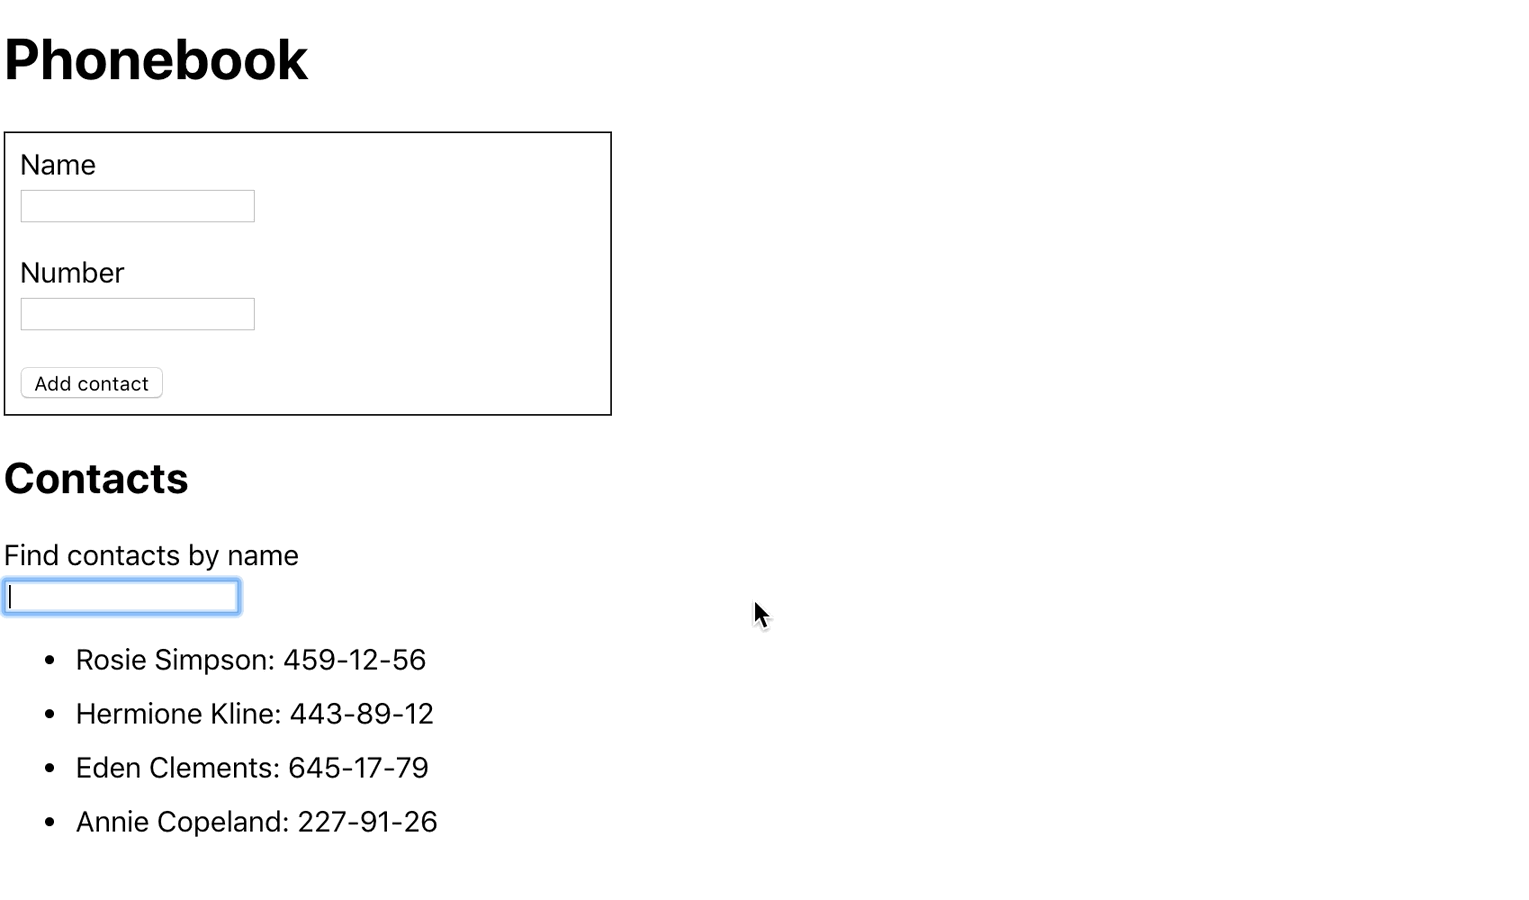 Phonebook
Name
Number
Add contact
Contacts
Find contacts by name
Rosie Simpson: 459-12-56
Hermione Kline: 443-89-12
Eden Clements: 645-17-79
Annie Copeland: 227-91-26